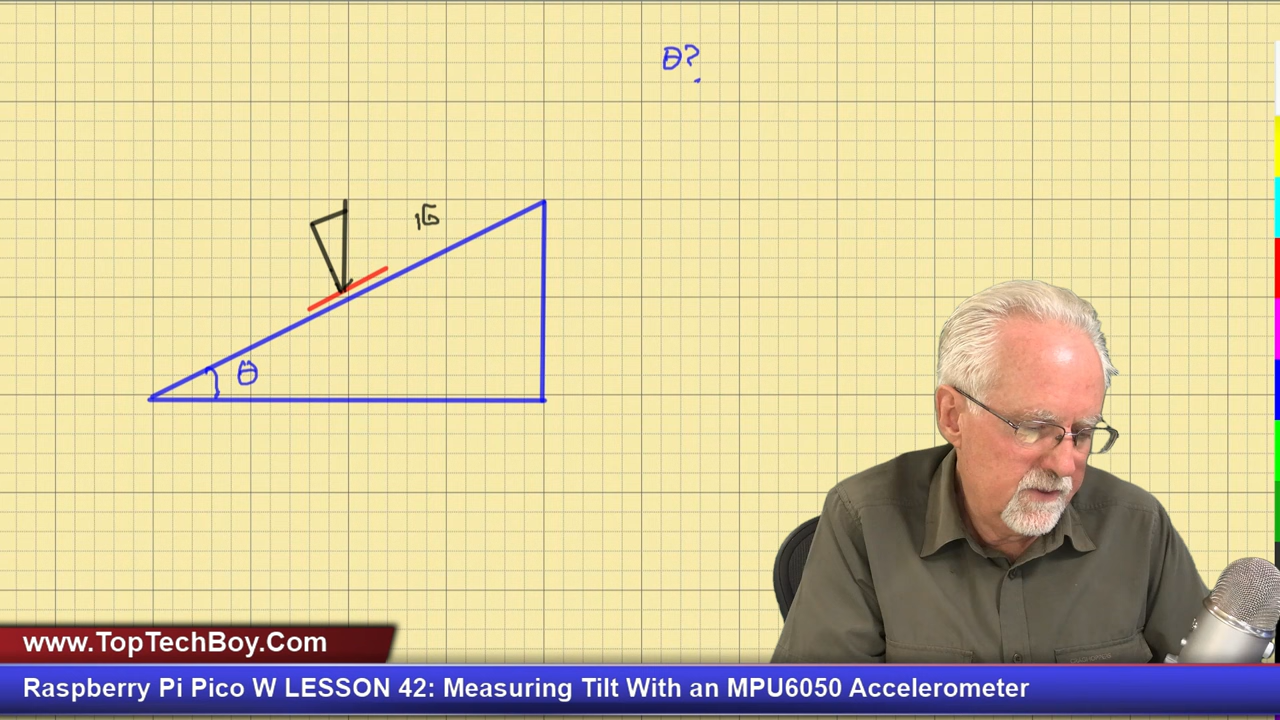 θ?
1G
θ
www.TopTechBoy.Com
Raspberry Pi Pico W LESSON 42: Measuring Tilt With an MPU6050 Accelerometer